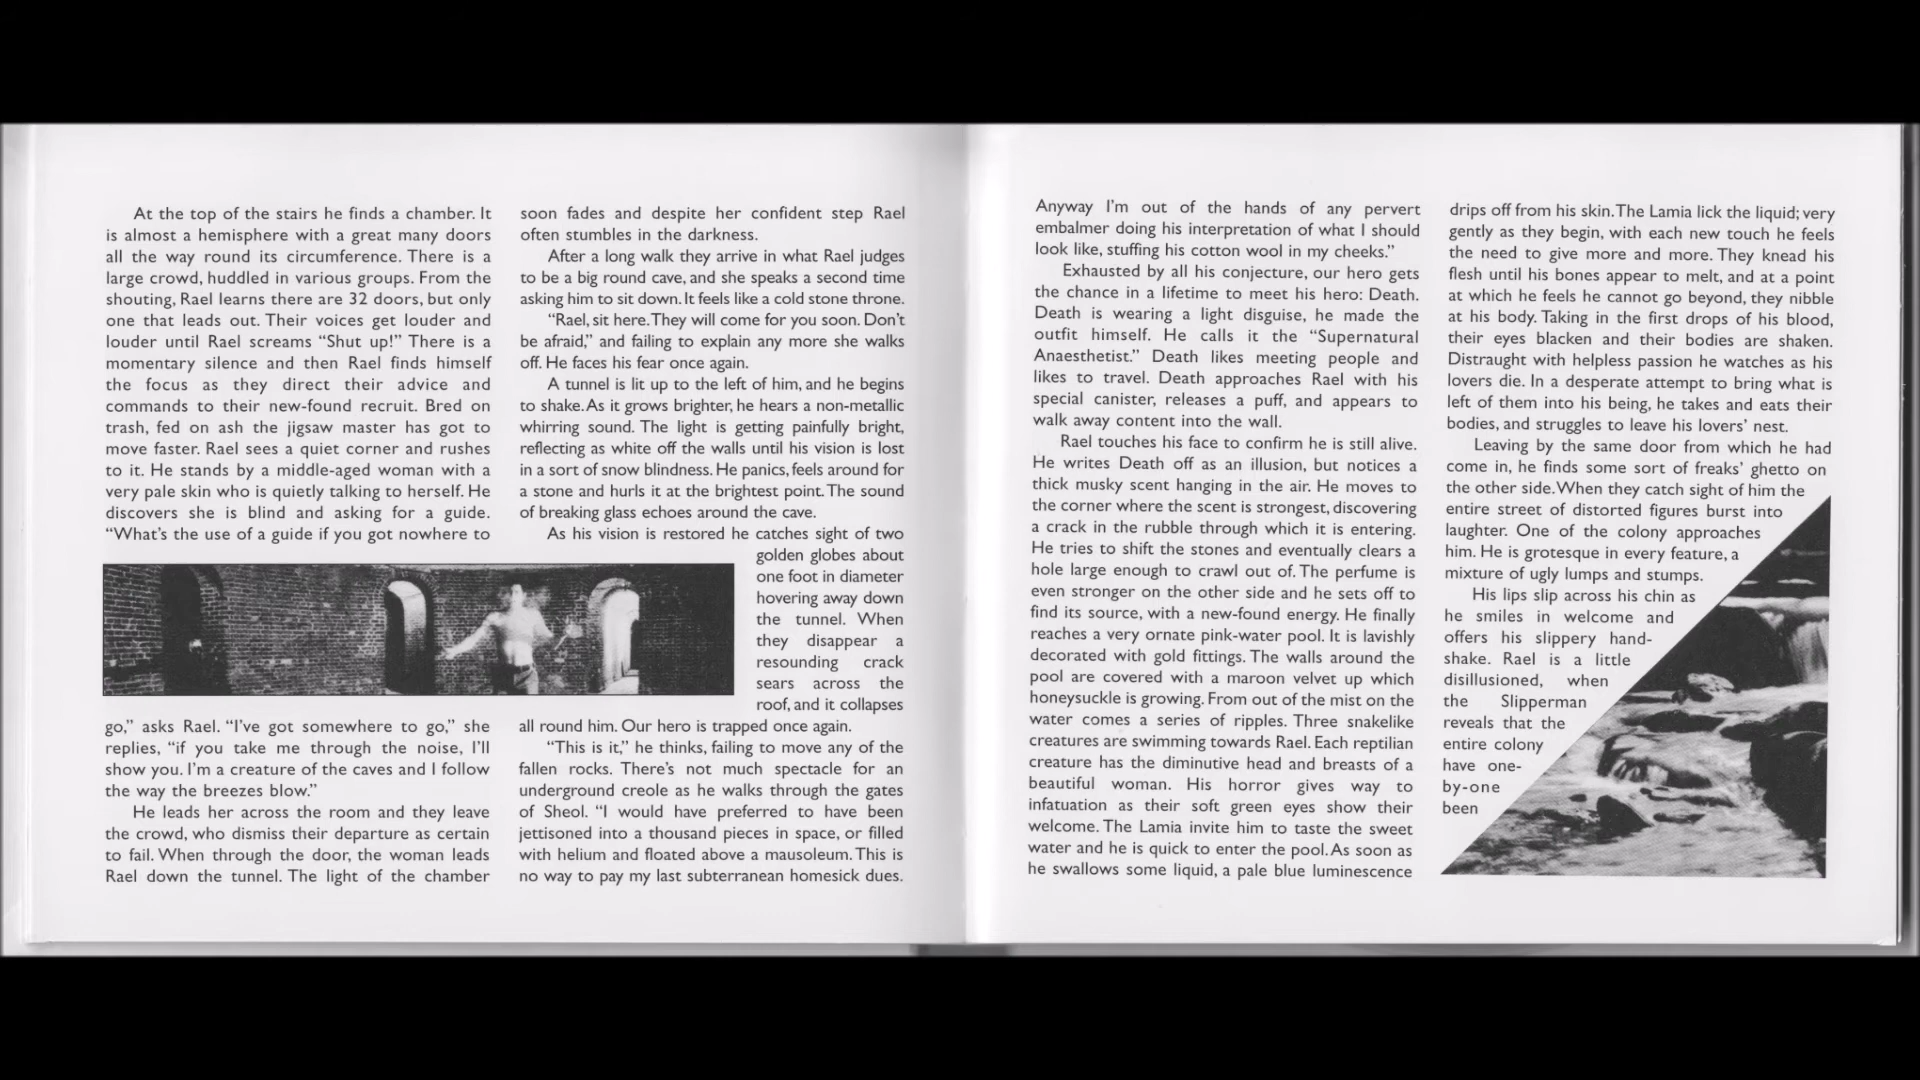 At the top of the stairs he finds a chamber. It
is almost a hemisphere with a great many doors
all the way round its circumference. There is a
large crowd, huddled in various groups. From the
shouting, Rael learns there are 32 doors, but only
one that leads out. Their voices get louder and
louder until Rael screams “Shut up!” There is a
momentary silence and then Rael finds himself
the focus as they direct their advice and
commands to their new-found recruit. Bred on
trash, fed on ash the jigsaw master has got to
move faster. Rael sees a quiet corner and rushes
to it. He stands by a middle-aged woman with a
very pale skin who is quietly talking to herself. He
discovers she is blind and asking for a guide.
“What’s the use of a guide if you got nowhere to
go,” asks Rael. “I’ve got somewhere to go,” she
replies, “if you take me through the noise, I’ll
show you. I’m a creature of the caves and I follow
the way the breezes blow.”
He leads her across the room and they leave
the crowd, who dismiss their departure as certain
to fail. When through the door, the woman leads
Rael down the tunnel. The light of the chamber
soon fades and despite her confident step Rael
often stumbles in the darkness.
After a long walk they arrive in what Rael judges
to be a big round cave, and she speaks a second time
asking him to sit down. It feels like a cold stone throne.
“Rael, sit here. They will come for you soon. Don’t
be afraid,” and failing to explain any more she walks
off. He faces his fear once again.
A tunnel is lit up to the left of him, and he begins
to shake. As it grows brighter, he hears a non-metallic
whirring sound. The light is getting painfully bright,
reflecting as white off the walls until his vision is lost
in a sort of snow blindness. He panics, feels around for
a stone and hurls it at the brightest point. The sound
of breaking glass echoes around the cave.
As his vision is restored he catches sight of two
golden globes about
one foot in diameter
hovering away down
the tunnel. When
they disappear a
resounding crack
sears across the
roof, and it collapses
all round him. Our hero is trapped once again.
“This is it,” he thinks, failing to move any of the
fallen rocks. There’s not much spectacle for an
underground creole as he walks through the gates
of Sheol. “I would have preferred to have been
jettisoned into a thousand pieces in space, or filled
with helium and floated above a mausoleum. This is
no way to pay my last subterranean homesick dues.
Anyway I’m out of the hands of any pervert
embalmer doing his interpretation of what I should
look like, stuffing his cotton wool in my cheeks.”
Exhausted by all his conjecture, our hero gets
the chance in a lifetime to meet his hero: Death.
Death is wearing a light disguise, he made the
outfit himself. He calls it the “Supernatural
Anaesthetist.” Death likes meeting people and
likes to travel. Death approaches Rael with his
special canister, releases a puff, and appears to
walk away content into the wall.
Rael touches his face to confirm he is still alive.
He writes Death off as an illusion, but notices a
thick musky scent hanging in the air. He moves to
the corner where the scent is strongest, discovering
a crack in the rubble through which it is entering.
He tries to shift the stones and eventually clears a
hole large enough to crawl out of. The perfume is
even stronger on the other side and he sets off to
find its source, with a new-found energy. He finally
reaches a very ornate pink-water pool. It is lavishly
decorated with gold fittings. The walls around the
pool are covered with a maroon velvet up which
honeysuckle is growing. From out of the mist on the
water comes a series of ripples. Three snakelike
creatures are swimming towards Rael. Each reptilian
creature has the diminutive head and breasts of a
beautiful woman. His horror gives way to
infatuation as their soft green eyes show their
welcome. The Lamia invite him to taste the sweet
water and he is quick to enter the pool. As soon as
he swallows some liquid, a pale blue luminescence
drips off from his skin. The Lamia lick the liquid; very
gently as they begin, with each new touch he feels
the need to give more and more. They knead his
flesh until his bones appear to melt, and at a point
at which he feels he cannot go beyond, they nibble
at his body. Taking in the first drops of his blood,
their eyes blacken and their bodies are shaken.
Distraught with helpless passion he watches as his
lovers die. In a desperate attempt to bring what is
left of them into his being, he takes and eats their
bodies, and struggles to leave his lovers’ nest.
Leaving by the same door from which he had
come in, he finds some sort of freaks’ ghetto on
the other side. When they catch sight of him the
entire street of distorted figures burst into
laughter. One of the colony approaches
him. He is grotesque in every feature, a
mixture of ugly lumps and stumps.
His lips slip across his chin as
he smiles in welcome and
offers his slippery hand-
shake. Rael is a little
disillusioned, when
the Slipperman
reveals that the
entire colony
have one-
by-one
been